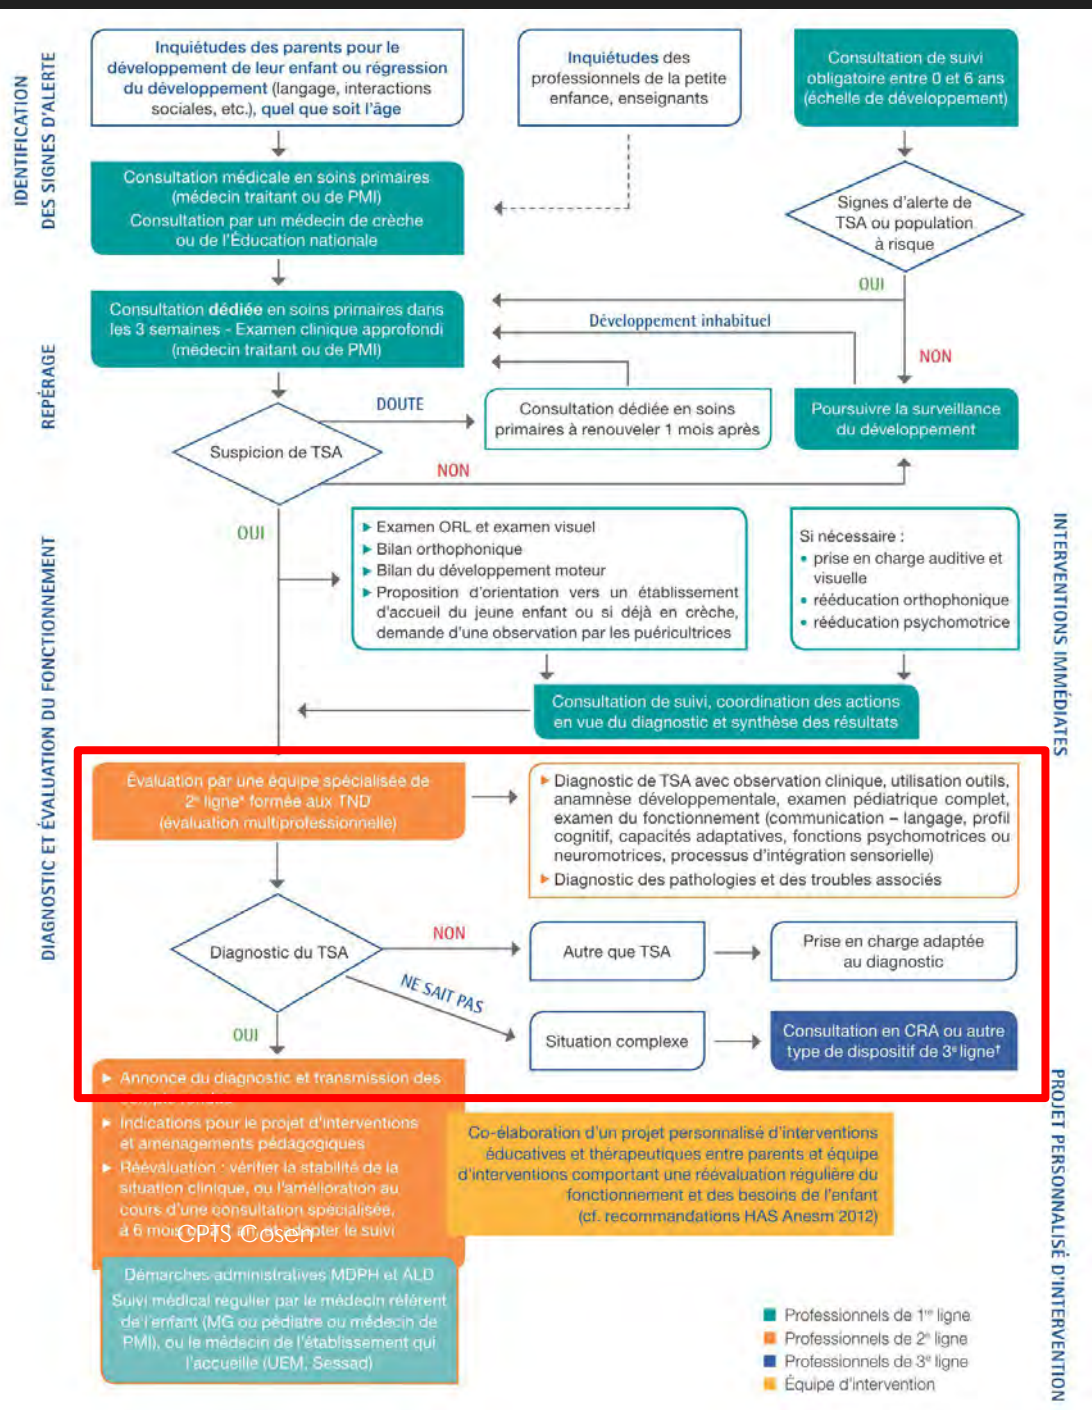 IDENTIFICATION
DES SIGNES D'ALERTE
Inquiétudes des parents pour le
développement de leur enfant ou régression
du développement (langage, interactions
sociales, etc.), quel que soit l'âge
Inquiétudes des
professionnels de la petite
enfance, enseignants
Consultation de suivi
obligatoire entre 0 et 6 ans
(échelle de développement)
Consultation médicale en soins primaires
(médecin traitant ou de PMI)
Consultation par un médecin de crèche
ou de l'Éducation nationale
Signes d'alerte de
TSA ou population
à risque
OUI
REPÉRAGE
Consultation dédiée en soins primaires dans
les 3 semaines - Examen clinique approfondi
(médecin traitant ou de PMI)
Développement inhabituel
NON
DOUTE
Consultation dédiée en soins
primaires à renouveler 1 mois après
Poursuivre la surveillance
du développement
Suspicion de TSA
NON
OUI
DIAGNOSTIC ET ÉVALUATION DU FONCTIONNEMENT
► Examen ORL et examen visuel
► Bilan orthophonique
► Bilan du développement moteur
► Proposition d'orientation vers un établissement
d'accueil du jeune enfant ou si déjà en crèche,
demande d'une observation par les puéricultrices
Si nécessaire :
• prise en charge auditive et
visuelle
• rééducation orthophonique
• rééducation psychomotrice
INTERVENTIONS IMMÉDIATES
Consultation de suivi, coordination des actions
en vue du diagnostic et synthèse des résultats
Évaluation par une équipe spécialisée de
2e ligne* formée aux TND
(évaluation multiprofessionnelle)
► Diagnostic de TSA avec observation clinique, utilisation outils,
anamnèse développementale, examen pédiatrique complet,
examen du fonctionnement (communication – langage, profil
cognitif, capacités adaptatives, fonctions psychomotrices ou
neuromotrices, processus d'intégration sensorielle)
► Diagnostic des pathologies et des troubles associés
Diagnostic du TSA
NON
Autre que TSA
Prise en charge adaptée
au diagnostic
NE SAIT PAS
Situation complexe
Consultation en CRA ou autre
type de dispositif de 3e ligne†
OUI
PROJET PERSONNALISÉ D'INTERVENTION
► Annonce du diagnostic et transmission des
► Indications pour le projet d'interventions
et aménagements pédagogiques
► Réévaluation : vérifier la stabilité de la
situation clinique, ou l'amélioration au
cours d'une consultation spécialisée,
à 6 mois ou 1 an, et adapter le suivi
CPTS Cosen
Co-élaboration d'un projet personnalisé d'interventions
éducatives et thérapeutiques entre parents et équipe
d'interventions comportant une réévaluation régulière du
fonctionnement et des besoins de l'enfant
(cf. recommandations HAS Anesm 2012)
Démarches administratives MDPH et ALD
Suivi médical régulier par le médecin référent
de l'enfant (MG ou pédiatre ou médecin de
PMI), ou le médecin de l'établissement qui
l'accueille (UEM, Sessad)
Professionnels de 1re ligne
Professionnels de 2e ligne
Professionnels de 3e ligne
Équipe d'intervention